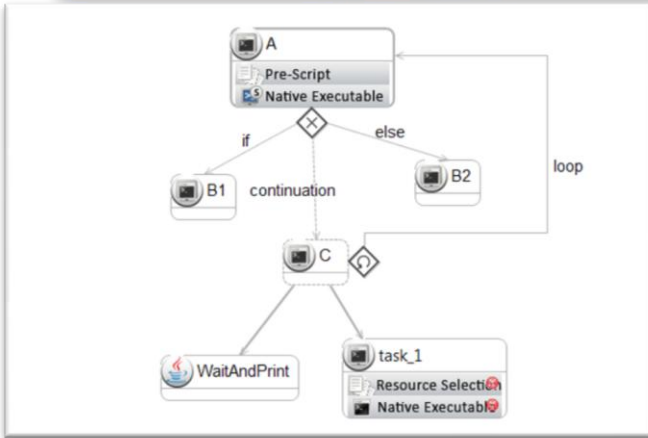 A
Pre-Script
Native Executable
if
else
B1
continuation
B2
loop
C
WaitAndPrint
task_1
Resource Selection
Native Executable